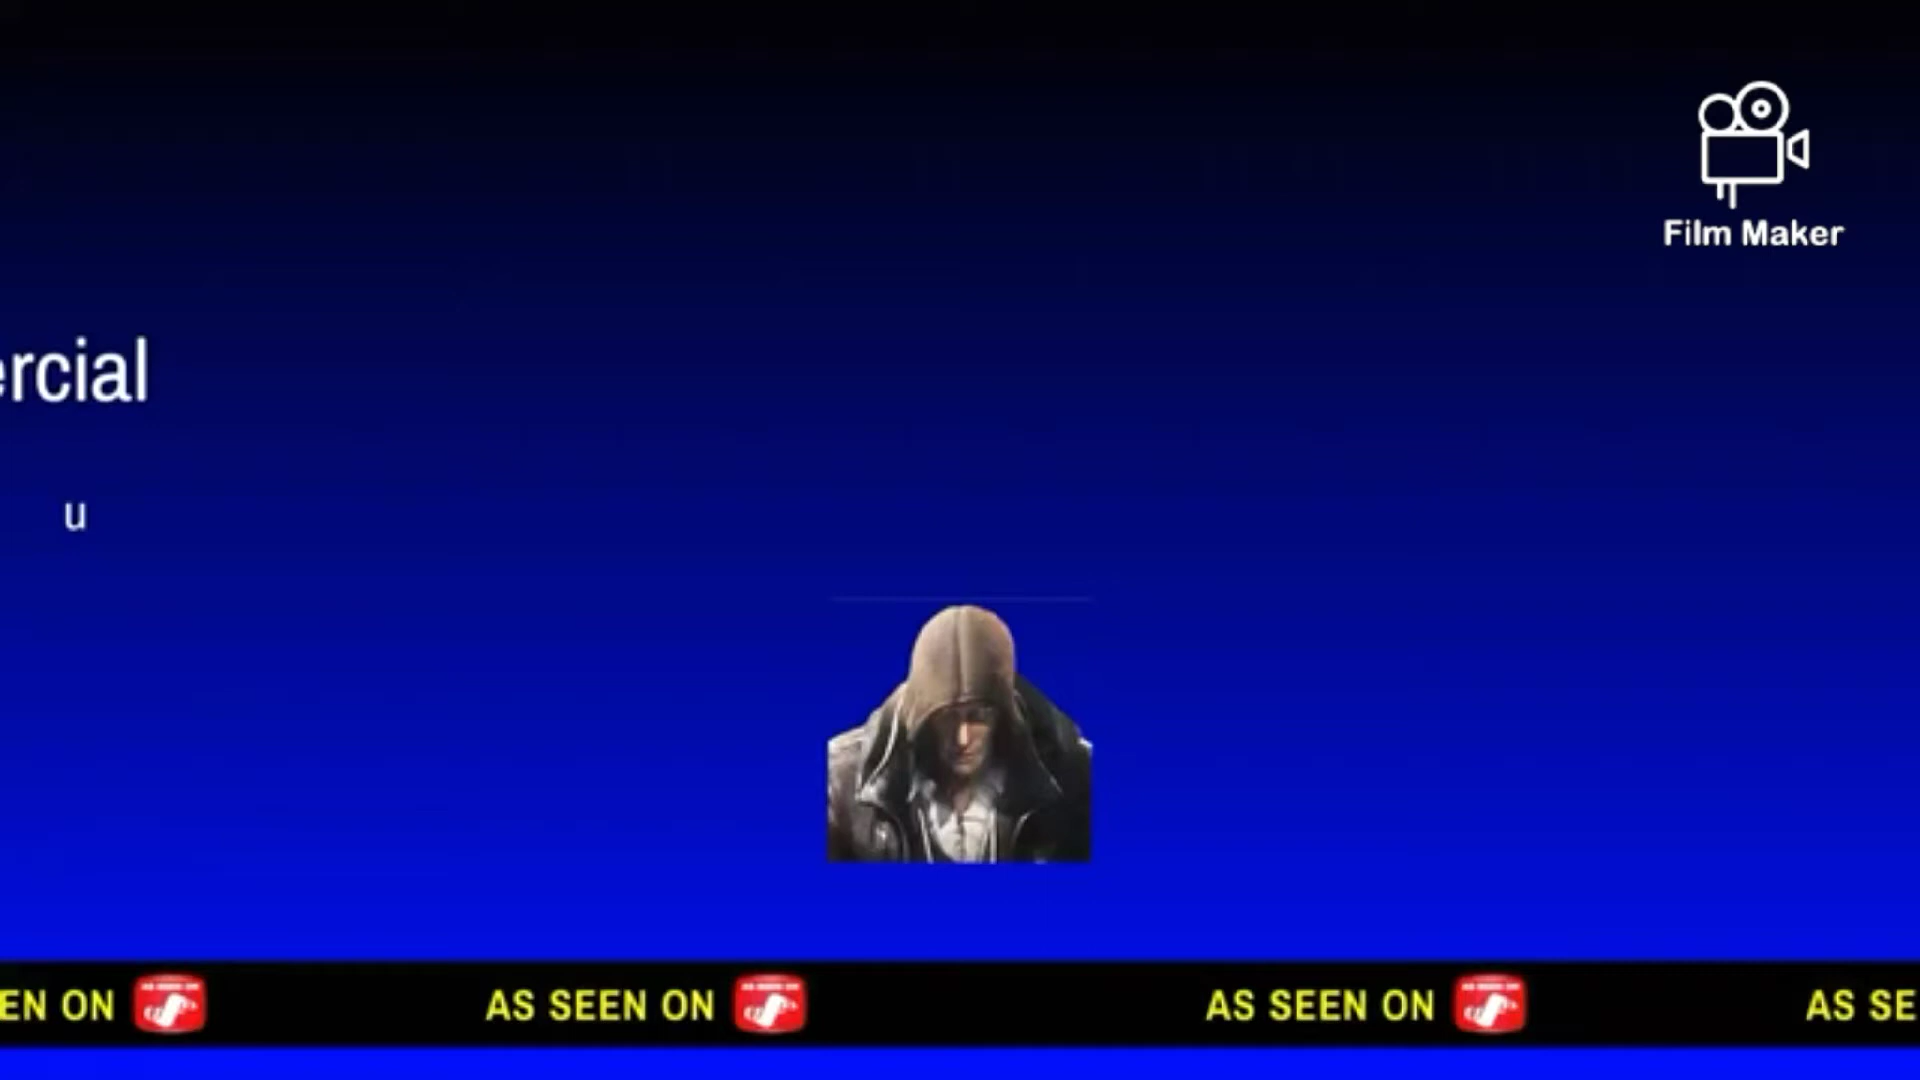 Film Maker
ercial
u
EN ON AS SEEN ON AS SEEN ON AS SE